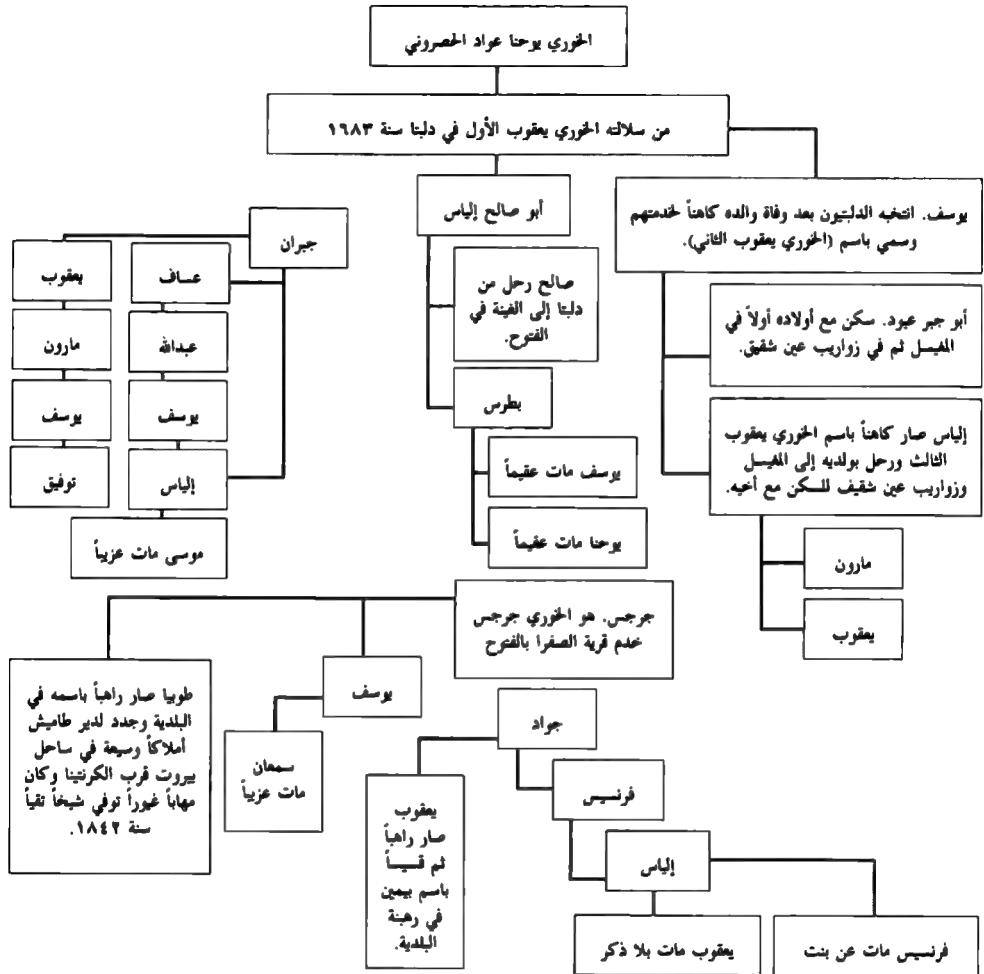 الخوري يوحنا عواد الحصروني
من سلالته الخوري يعقوب الأول في دلبتا سنة ١٦٨٣
يوسف. انتخبه الدلبتيون بعد وفاة والده كاهناً لخدمتهم
وسمي باسم (الخوري يعقوب الثاني).
أبو جبر عبود. سكن مع أولاده أولاً في
المغيسل ثم في زواريب عين شقيق.
إلياس صار كاهناً باسم الخوري يعقوب
الثالث ورحل بولديه إلى المغيسل
وزواريب عين شقيف للسكن مع أخيه.
مارون
يعقوب
أبو صالح إلياس
صالح رحل من
دلبتا إلى الغينة في
الفتوح.
بطرس
يوسف مات عقيماً
يوحنا مات عقيماً
جبران
عساف
عبدالله
يوسف
إلياس
موسى مات عزيباً
يعقوب
مارون
يوسف
توفيق
جرجس. هو الخوري جرجس
خدم قرية الصفرا بالفتوح
يوسف
سمعان
مات عزيباً
طوبيا صار راهباً باسمه في
البلدية وجدد لدير طاميش
أملاكاً وسيعة في ساحل
بيروت قرب الكرنتينا وكان
مهاباً غيوراً توفي شيخاً تقياً
سنة ١٨٤٢.
جواد
يعقوب
صار راهباً
ثم قسيساً
باسم بيمين
في رهبنة
البلدية.
فرنسيس
إلياس
يعقوب مات بلا ذكر
فرنسيس مات عن بنت